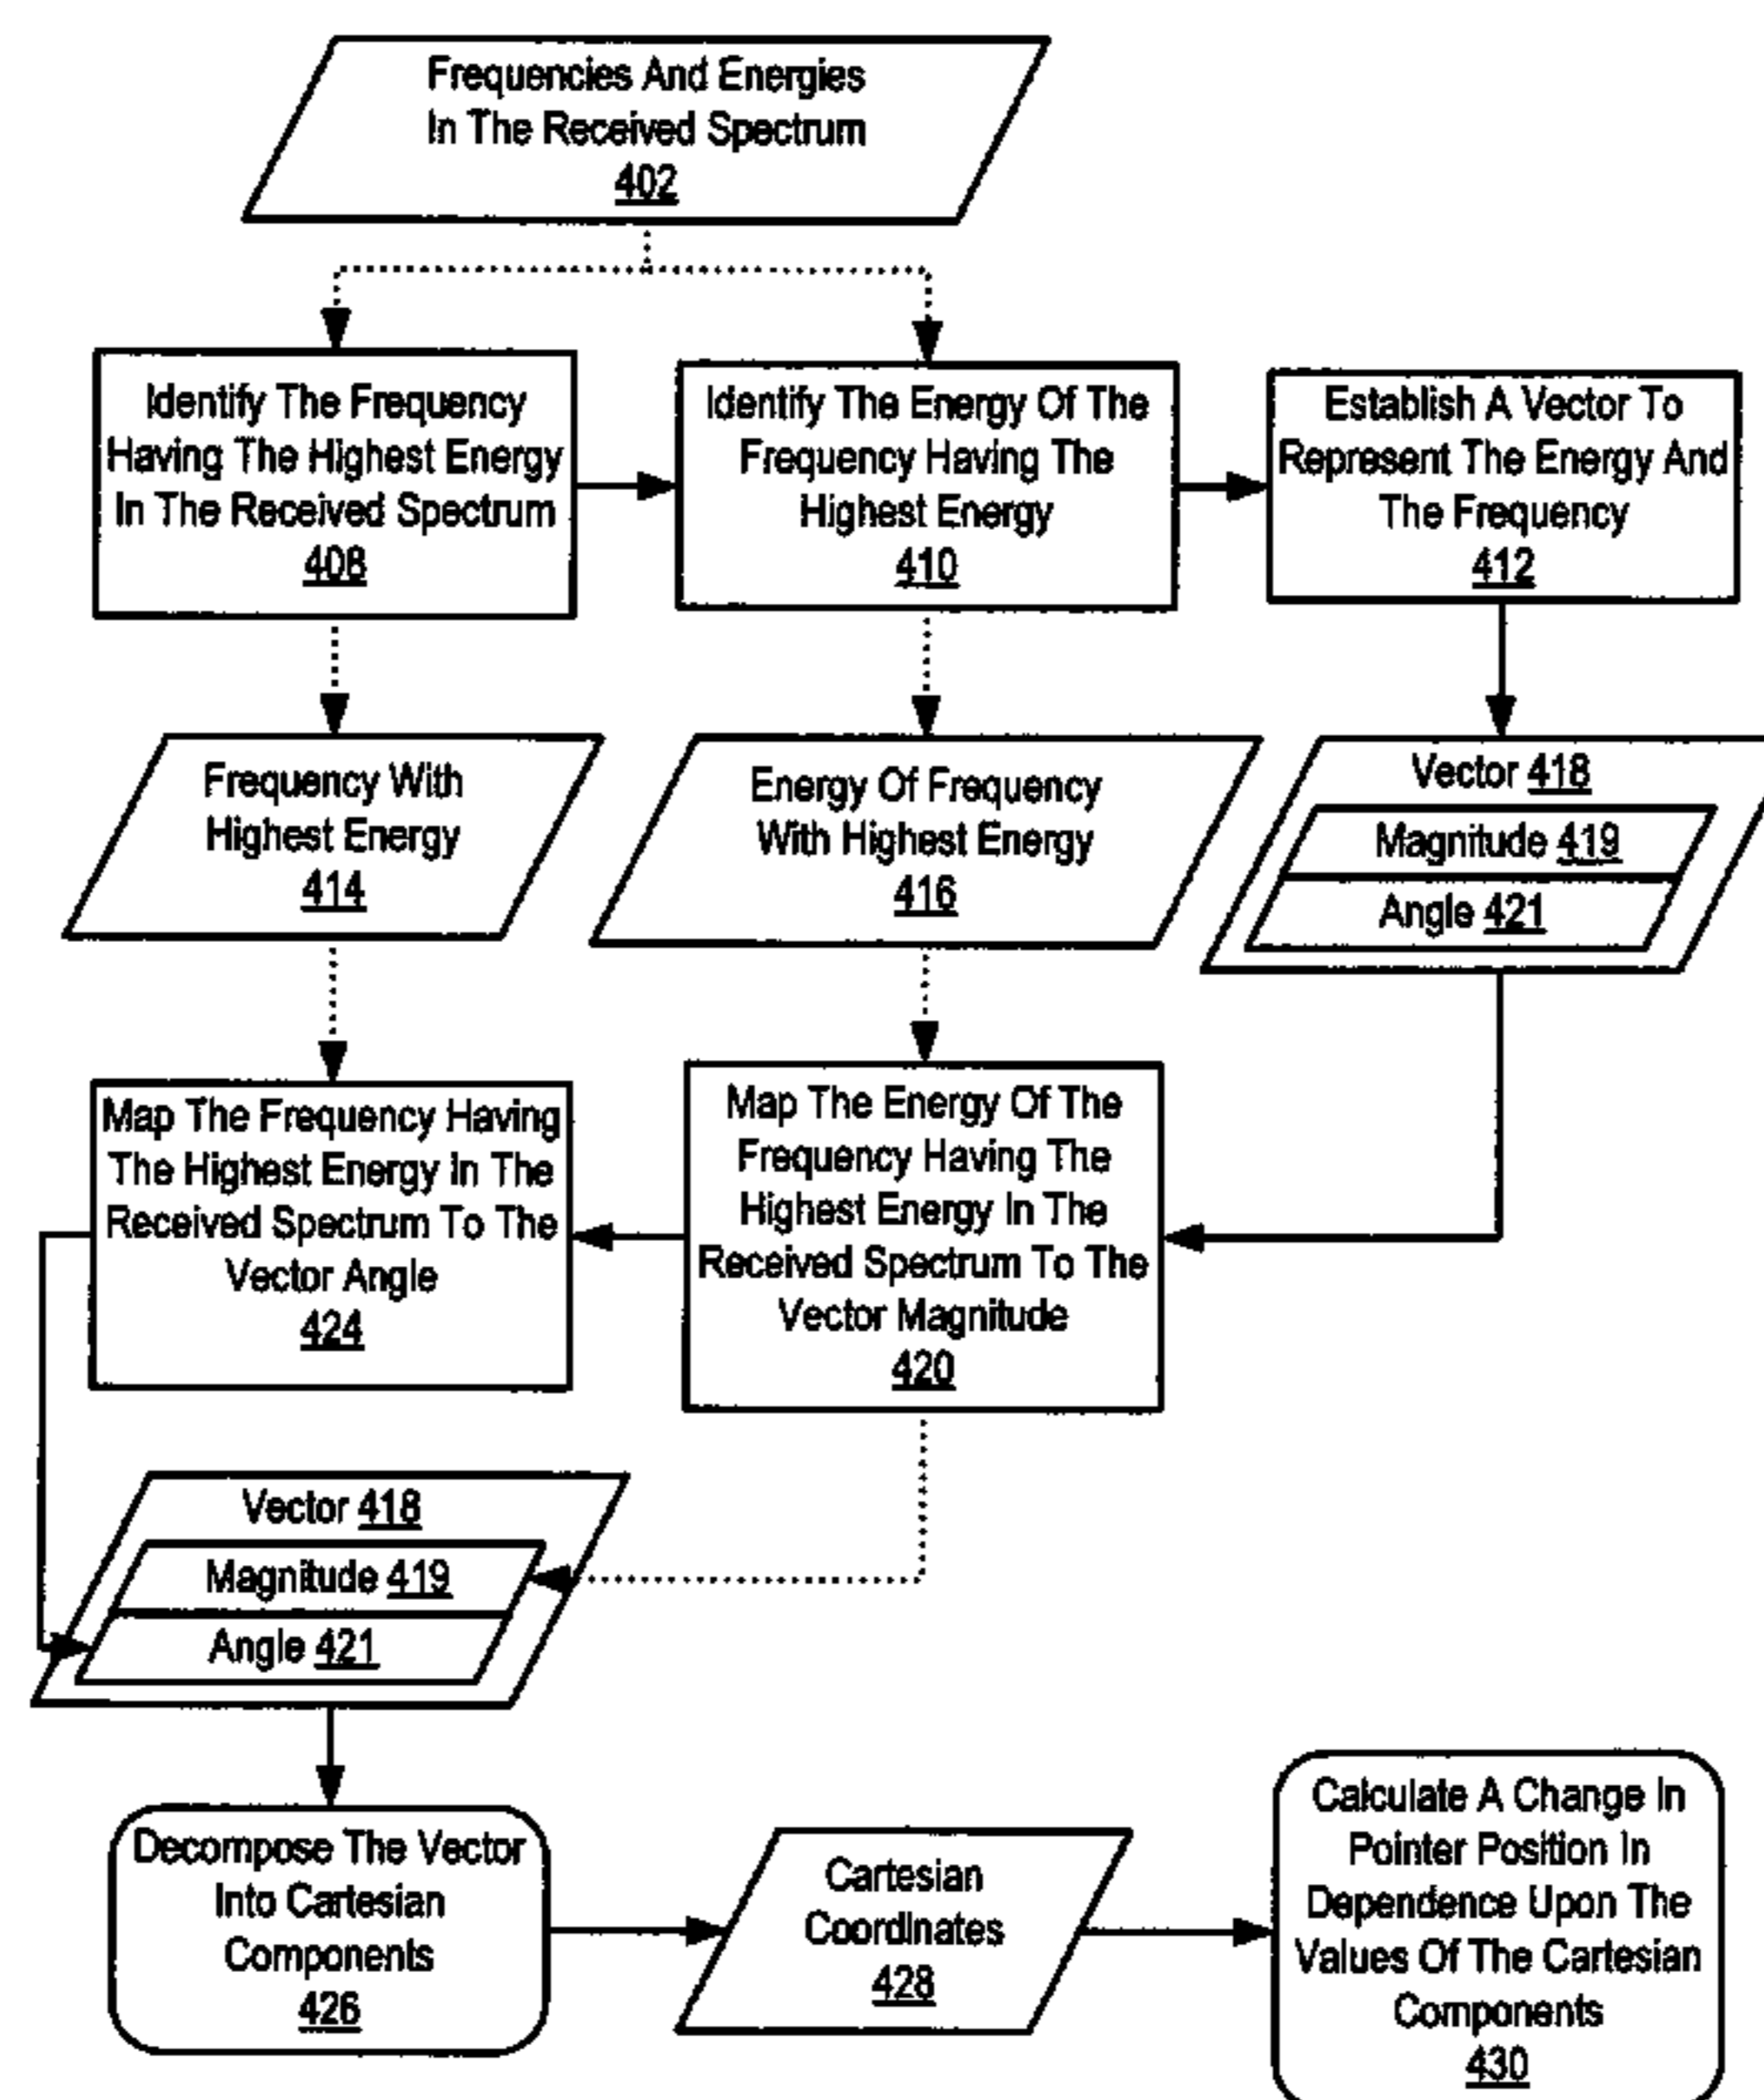 Frequencies And Energies
In The Received Spectrum
402
Identify The Frequency
Having The Highest Energy
In The Received Spectrum
408
Identify The Energy Of The
Frequency Having The
Highest Energy
410
Establish A Vector To
Represent The Energy And
The Frequency
412
Frequency With
Highest Energy
414
Energy Of Frequency
With Highest Energy
416
Vector 418
Magnitude 419
Angle 421
Map The Frequency Having
The Highest Energy In The
Received Spectrum To The
Vector Angle
424
Map The Energy Of The
Frequency Having The
Highest Energy In The
Received Spectrum To The
Vector Magnitude
420
Vector 418
Magnitude 419
Angle 421
Decompose The Vector
Into Cartesian
Components
426
Cartesian
Coordinates
428
Calculate A Change In
Pointer Position In
Dependence Upon The
Values Of The Cartesian
Components
430